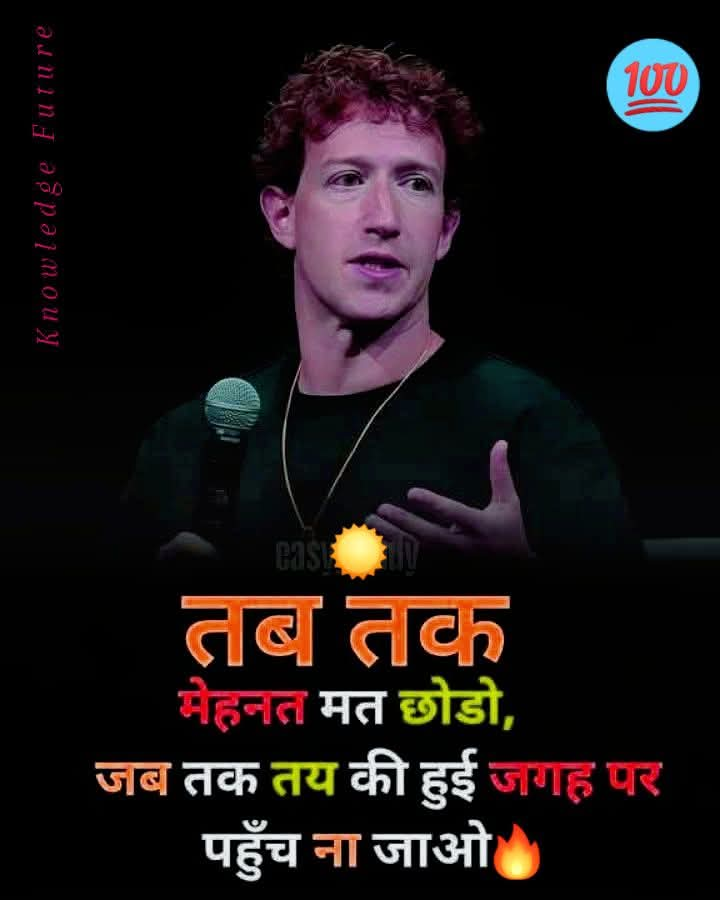 Knowledge Future
100
तब तक
मेहनत मत छोडो,
जब तक तय की हुई जगह पर
पहुँच ना जाओ